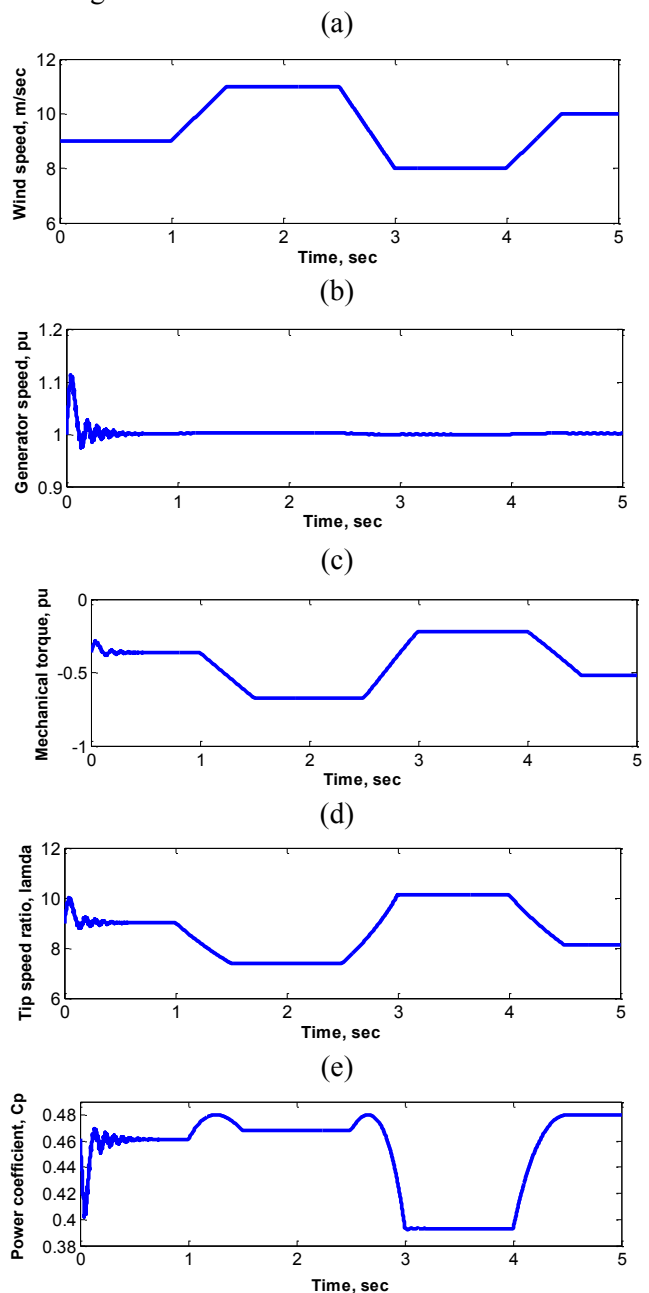 (a)
12
10
8
6
Wind speed, m/sec
0 1 2 3 4 5
Time, sec
(b)
1.2
1.1
1
0.9
Generator speed, pu
0 1 2 3 4 5
Time, sec
(c)
0
-0.5
-1
Mechanical torque, pu
0 1 2 3 4 5
Time, sec
(d)
12
10
8
6
Tip speed ratio, lamda
0 1 2 3 4 5
Time, sec
(e)
0.48
0.46
0.44
0.42
0.4
0.38
Power coefficient, Cp
0 1 2 3 4 5
Time, sec